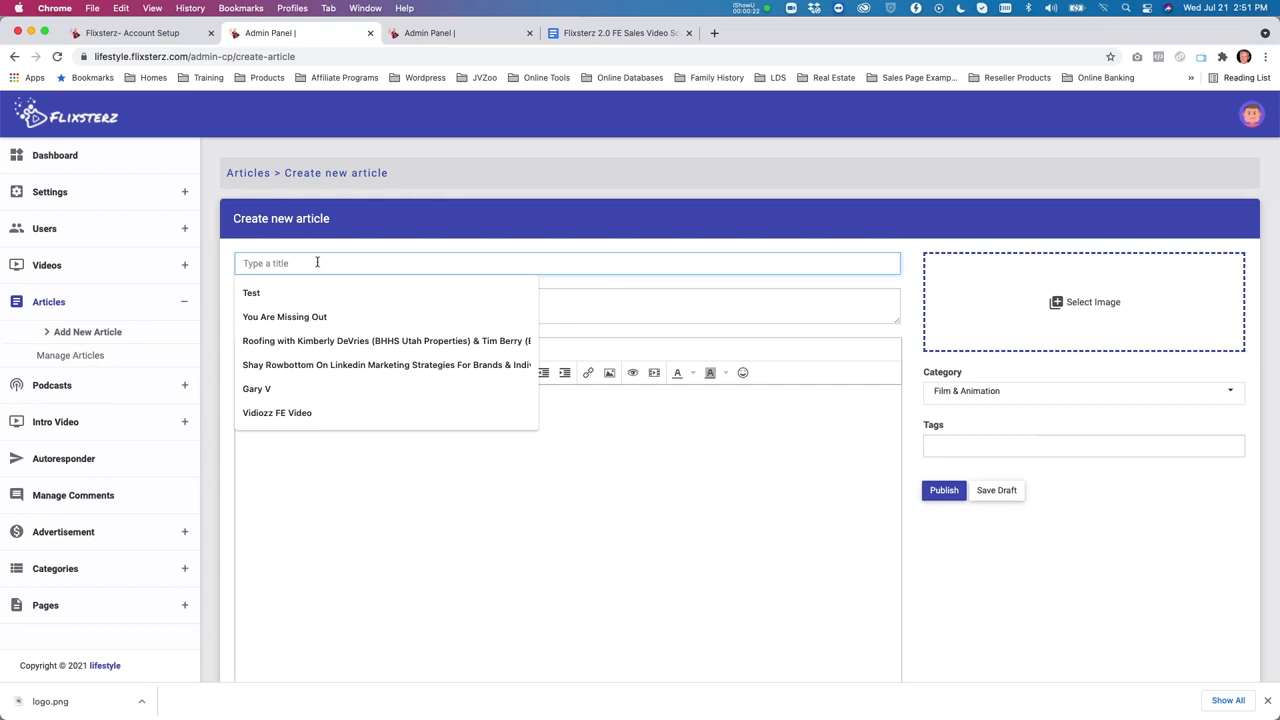 Chrome File Edit View History Bookmarks Profiles Tab Window Help
00:00:22
Wed Jul 21 2:51 PM
Flixsterz- Account Setup
Admin Panel |
Admin Panel |
Flixsterz 2.0 FE Sales Video Sc
lifestyle.flixsterz.com/admin-cp/create-article
Apps Bookmarks Homes Training Products Affiliate Programs Wordpress JVZoo Online Tools Online Databases Family History LDS Real Estate Sales Page Examp... Reseller Products Online Banking » Reading List
FLIXSTERZ
Dashboard
Settings +
Users +
Videos +
Articles −
> Add New Article
Manage Articles
Podcasts +
Intro Video +
Autoresponder
Manage Comments
Advertisement +
Categories +
Pages +
Copyright © 2021 lifestyle
Articles > Create new article
Create new article
Type a title
Test
You Are Missing Out
Roofing with Kimberly DeVries (BHHS Utah Properties) & Tim Berry (
Shay Rowbottom On Linkedin Marketing Strategies For Brands & Indiv
Gary V
Vidiozz FE Video
A A
Select Image
Category
Film & Animation
Tags
Publish Save Draft
logo.png
Show All